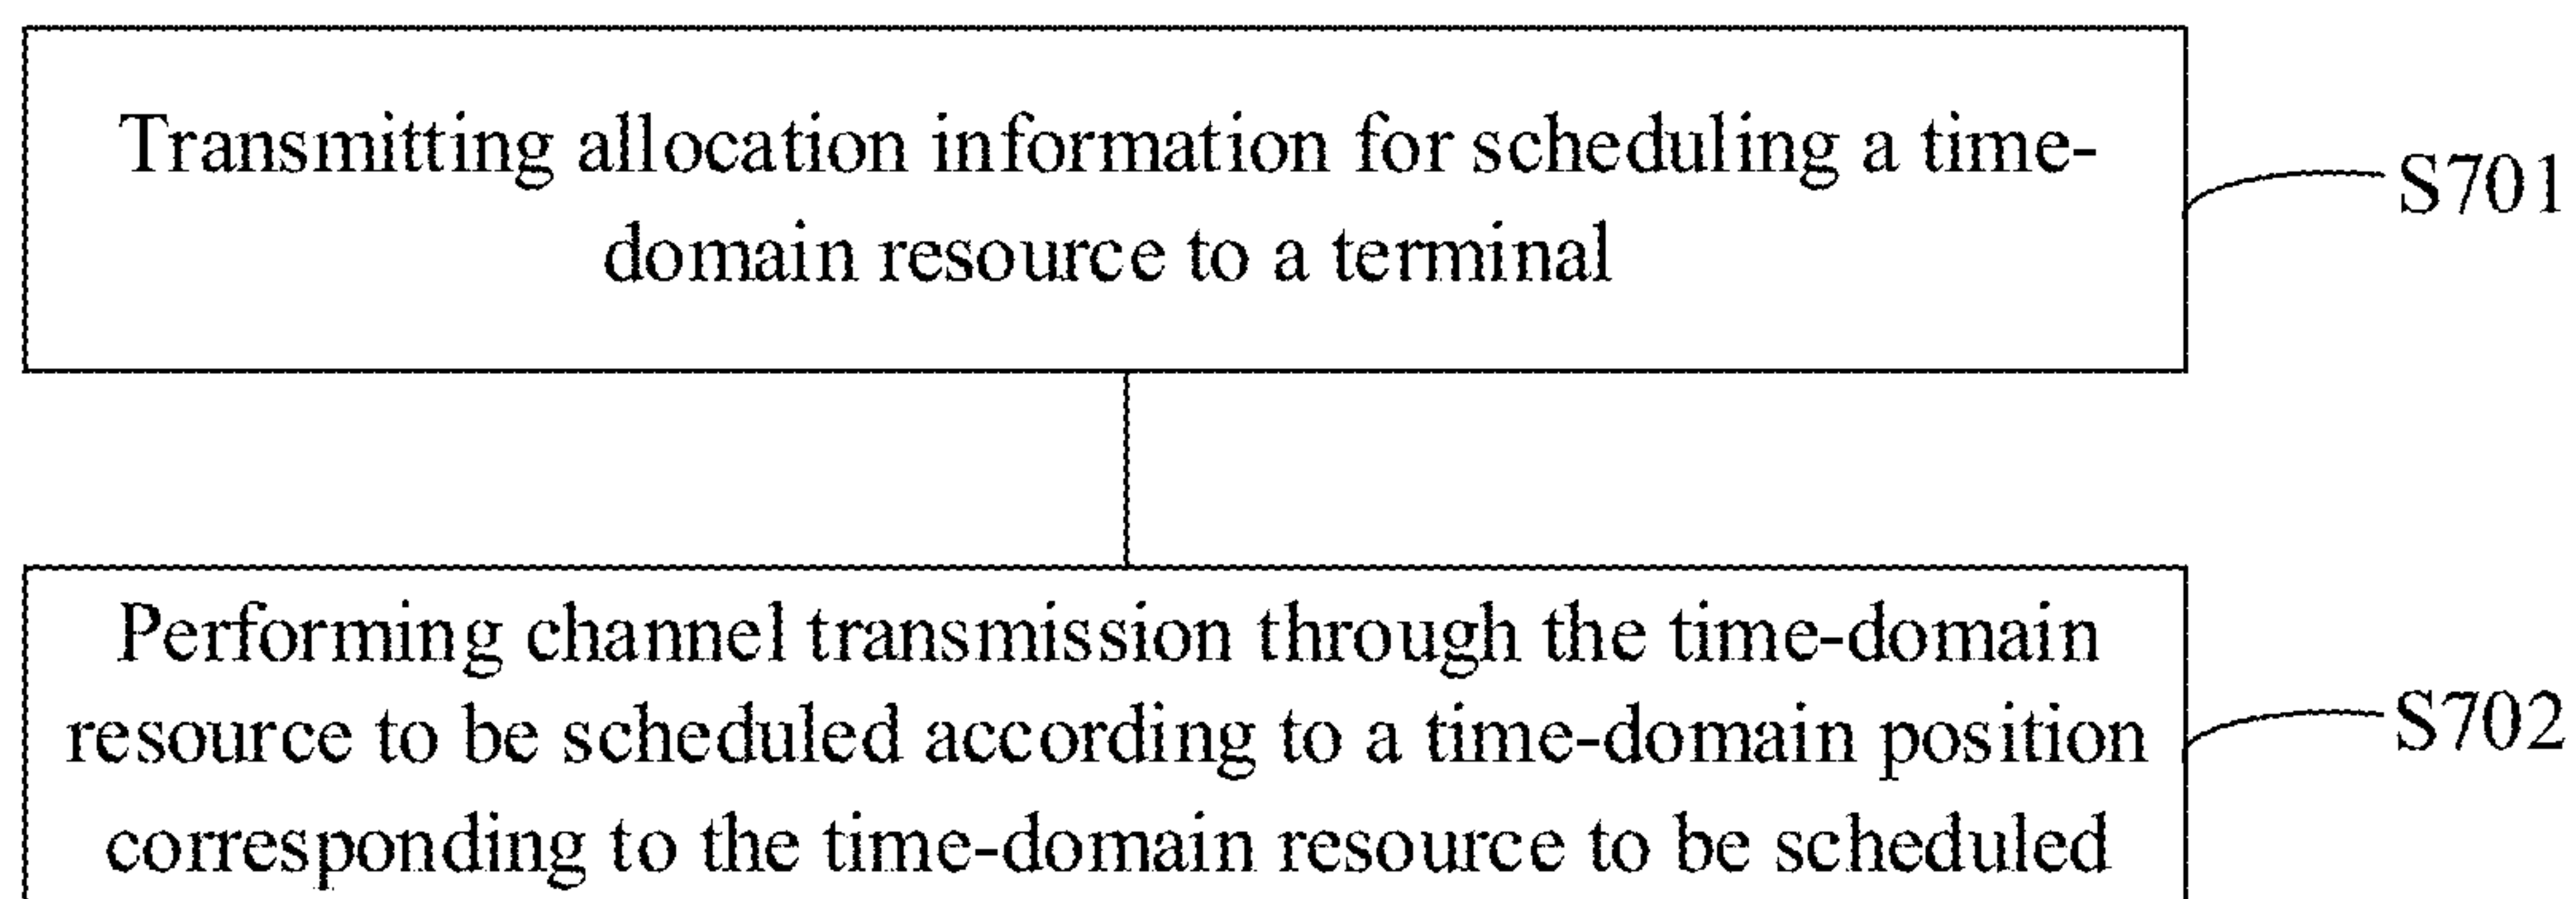 Transmitting allocation information for scheduling a time-
domain resource to a terminal
S701
Performing channel transmission through the time-domain
resource to be scheduled according to a time-domain position
corresponding to the time-domain resource to be scheduled
S702